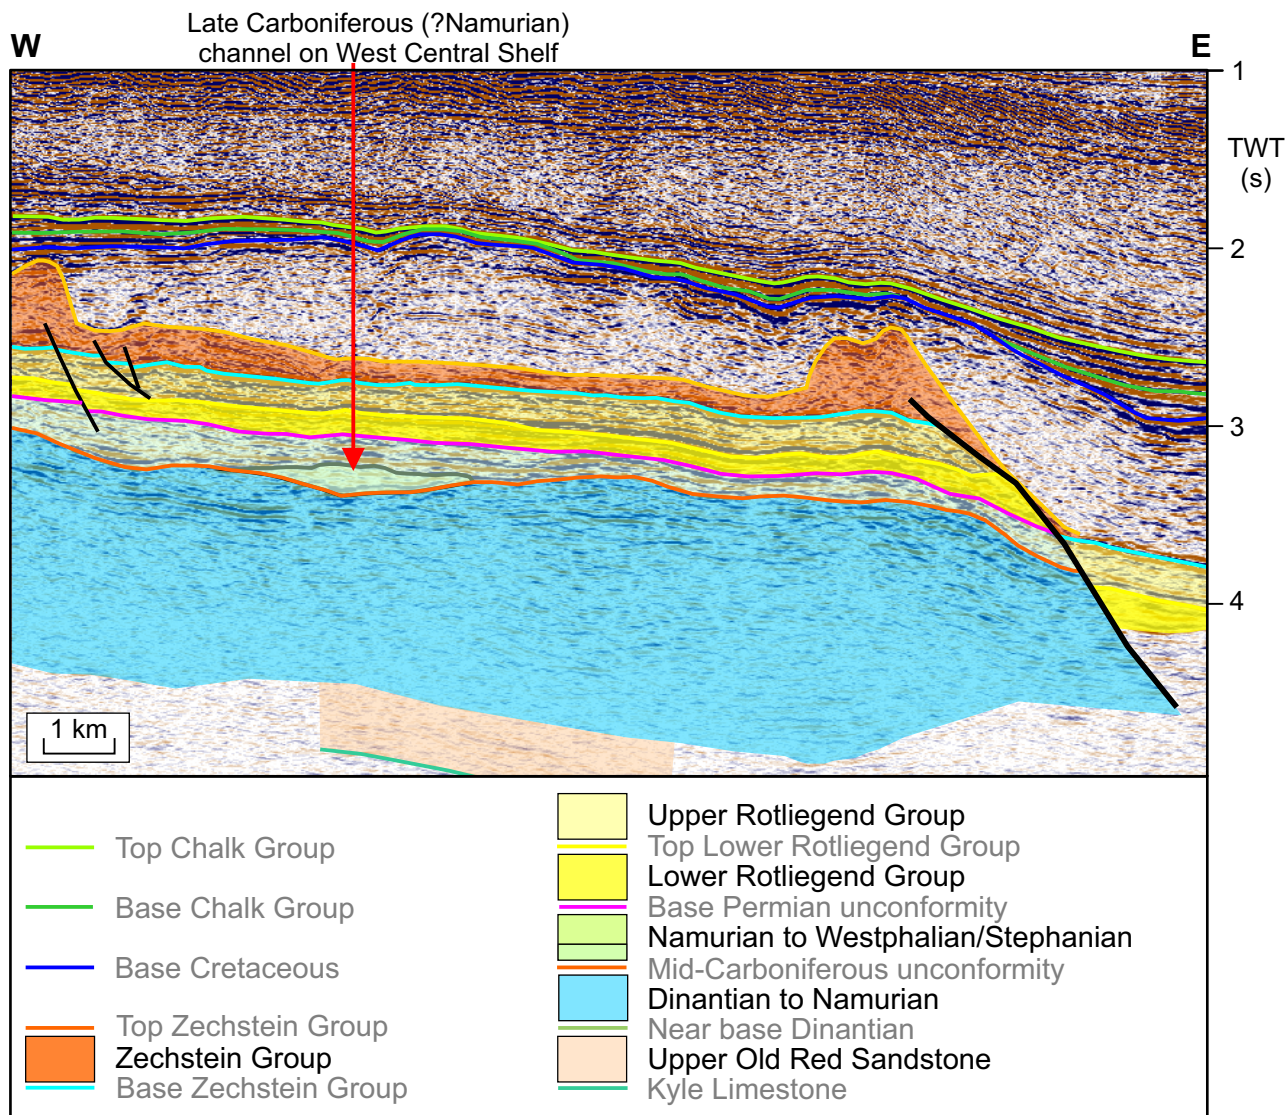 Late Carboniferous (?Namurian)
channel on West Central Shelf
W
E
1
TWT
(s)
2
3
4
1 km
Top Chalk Group
Base Chalk Group
Base Cretaceous
Top Zechstein Group
Zechstein Group
Base Zechstein Group
Upper Rotliegend Group
Top Lower Rotliegend Group
Lower Rotliegend Group
Base Permian unconformity
Namurian to Westphalian/Stephanian
Mid-Carboniferous unconformity
Dinantian to Namurian
Near base Dinantian
Upper Old Red Sandstone
Kyle Limestone